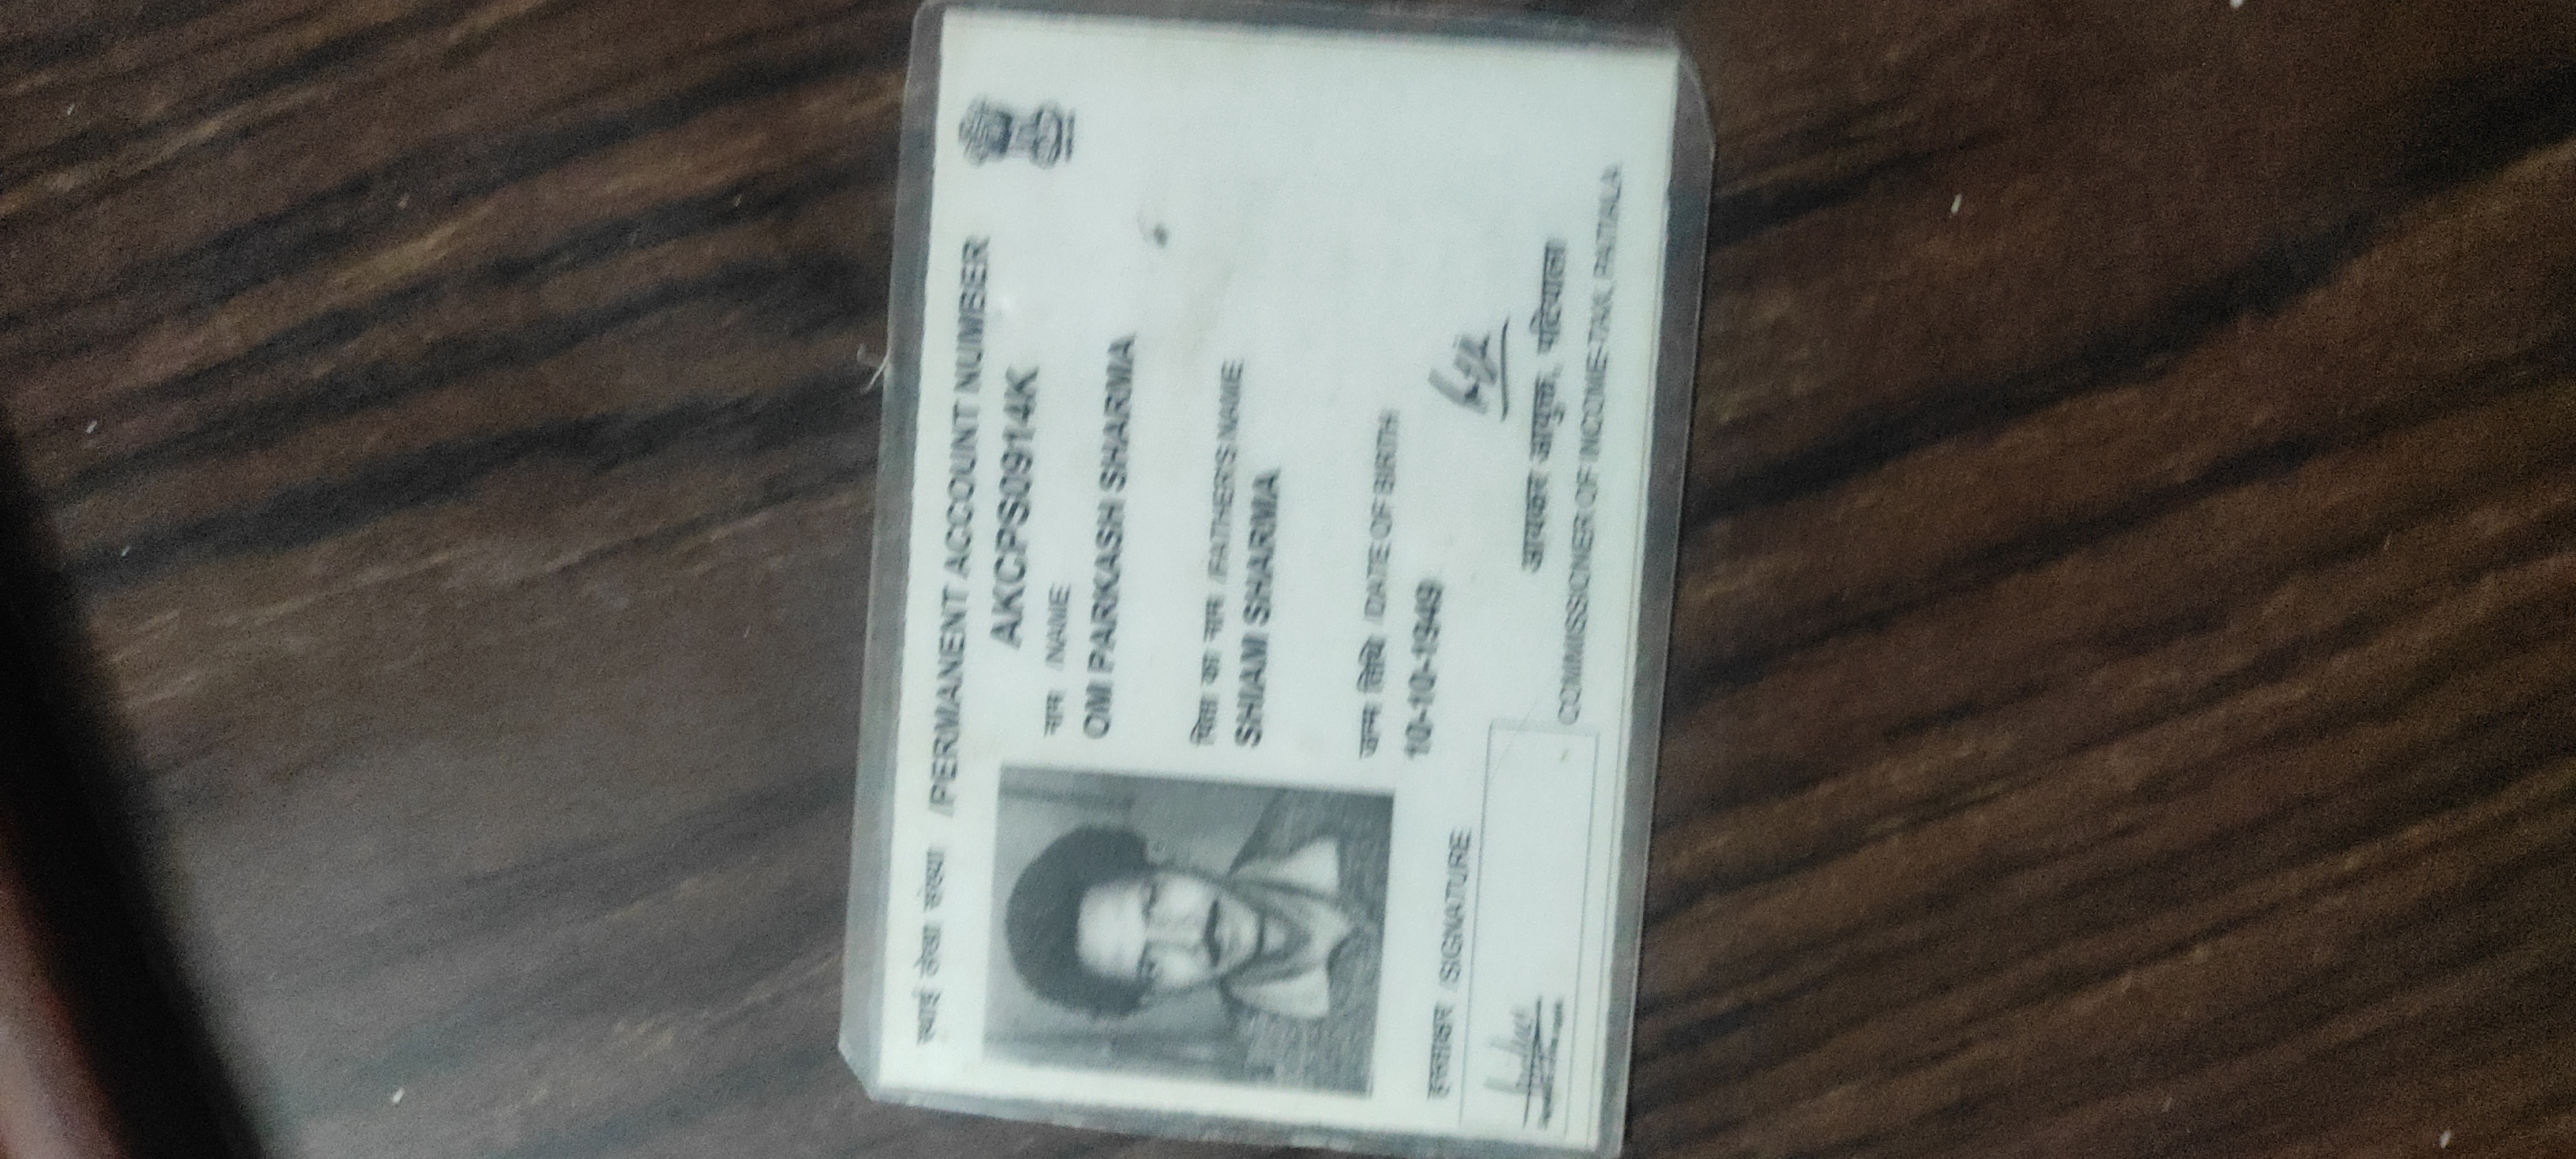 स्थाई लेखा संख्या /PERMANENT ACCOUNT NUMBER
AKCPS0914K
नाम /NAME
OM PARKASH SHARMA
पिता का नाम /FATHER'S NAME
SHIAM SHARMA
जन्म तिथि /DATE OF BIRTH
10-10-1949
हस्ताक्षर /SIGNATURE
आयकर आयुक्त, पटियाला
COMMISSIONER OF INCOME-TAX, PATIALA